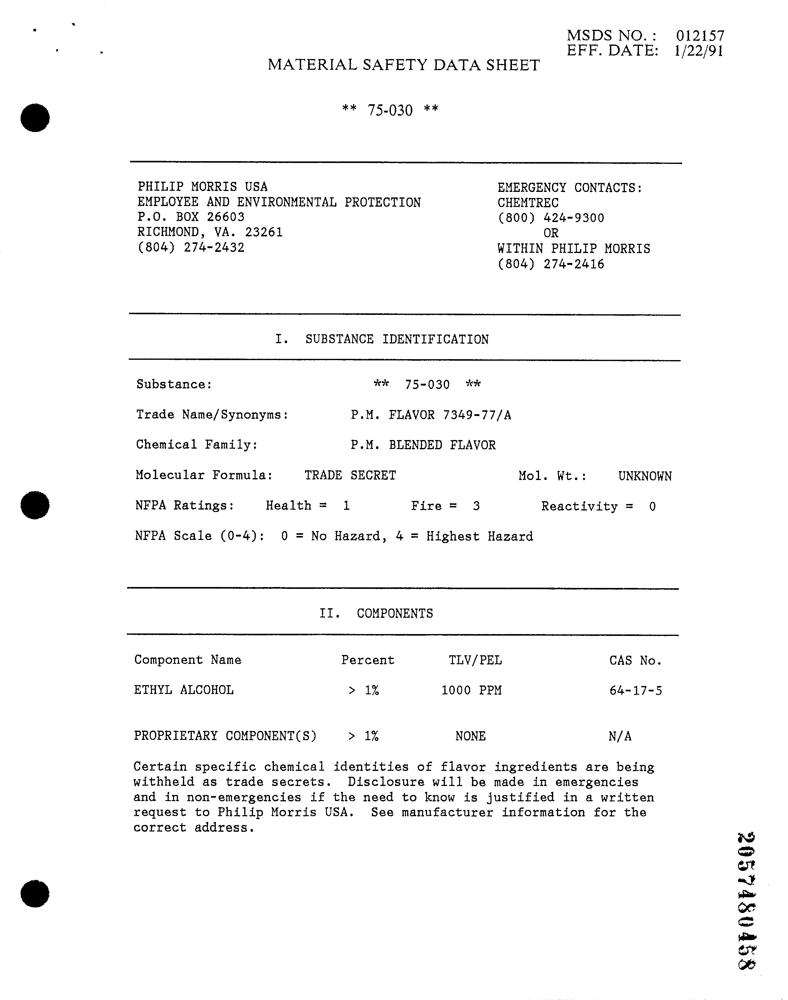 MSDS NO. : 012157
EFF. DATE: 1/22/91
MATERIAL SAFETY DATA SHEET
** 75-030 **
PHILIP MORRIS USA
EMPLOYEE AND ENVIRONMENTAL PROTECTION
P.O. BOX 26603
RICHMOND, VA. 23261
(804) 274-2432
EMERGENCY CONTACTS:
CHEMTREC
(800) 424-9300
OR
WITHIN PHILIP MORRIS
(804) 274-2416
I. SUBSTANCE IDENTIFICATION
Substance: ** 75-030 **
Trade Name/Synonyms: P.M. FLAVOR 7349-77/A
Chemical Family: P.M. BLENDED FLAVOR
Molecular Formula: TRADE SECRET Mol. Wt.: UNKNOWN
NFPA Ratings: Health = 1 Fire = 3 Reactivity = 0
NFPA Scale (0-4): 0 = No Hazard, 4 = Highest Hazard
II. COMPONENTS
Component Name Percent TLV/PEL CAS No.
ETHYL ALCOHOL > 1% 1000 PPM 64-17-5
PROPRIETARY COMPONENT(S) > 1% NONE N/A
Certain specific chemical identities of flavor ingredients are being
withheld as trade secrets. Disclosure will be made in emergencies
and in non-emergencies if the need to know is justified in a written
request to Philip Morris USA. See manufacturer information for the
correct address.
2057480458